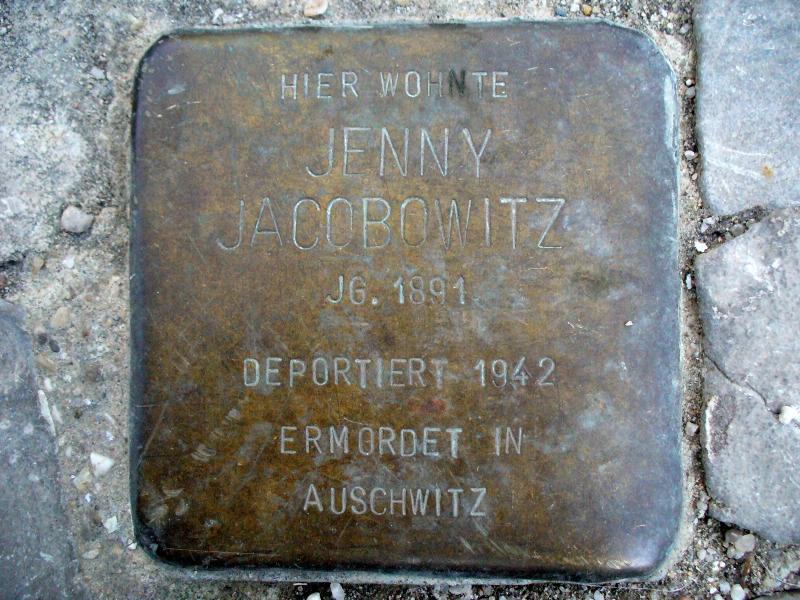 HIER WOHNTE
JENNY
JACOBOWITZ
JG. 1891
DEPORTIERT 1942
ERMORDET IN
AUSCHWITZ